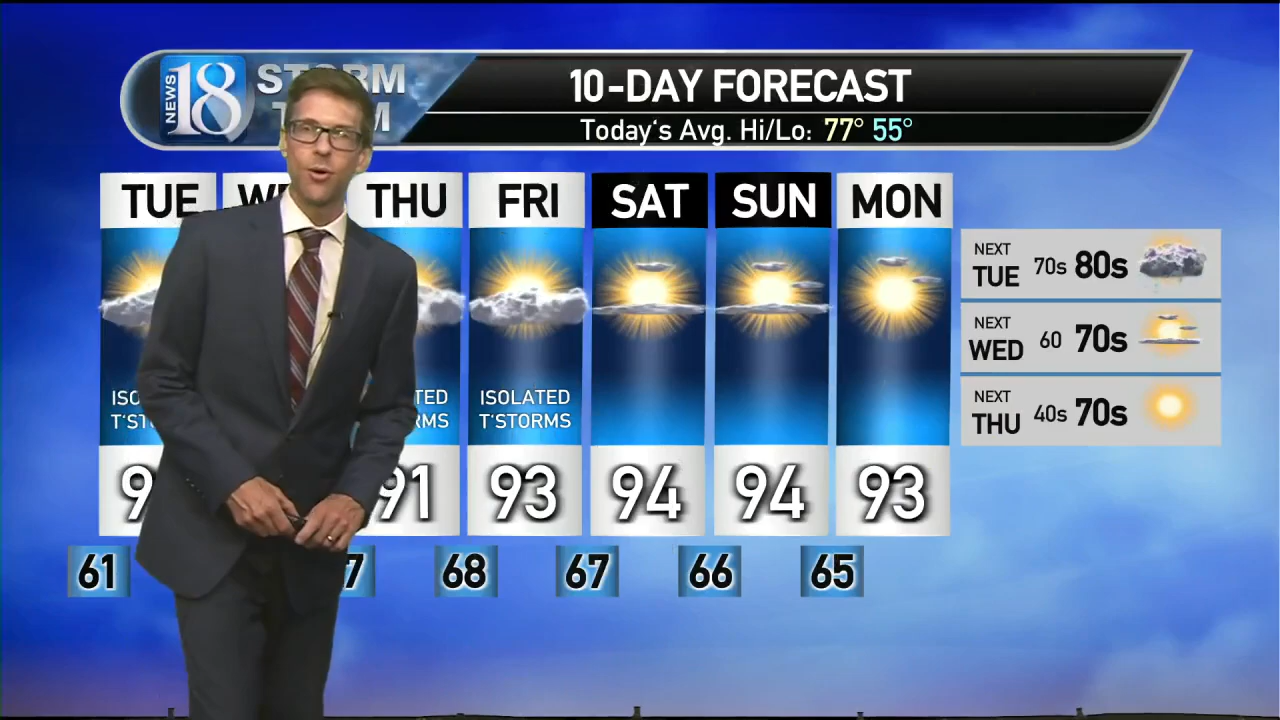 NEWS 18
10-DAY FORECAST
Today's Avg. Hi/Lo: 77° 55°
TUE THU FRI SAT SUN MON
ISOLATED
T'STORMS
91 93 94 94 93
61 68 67 66 65
NEXT
TUE 70s 80s
NEXT
WED 60 70s
NEXT
THU 40s 70s